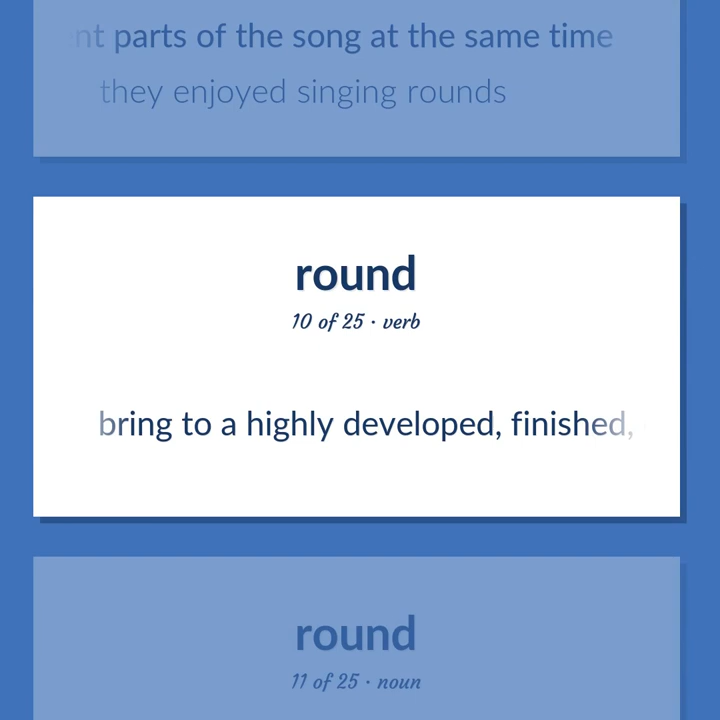 parts of the song at the same time
they enjoyed singing rounds
round
10 of 25 · verb
bring to a highly developed, finished,
round
11 of 25 · noun